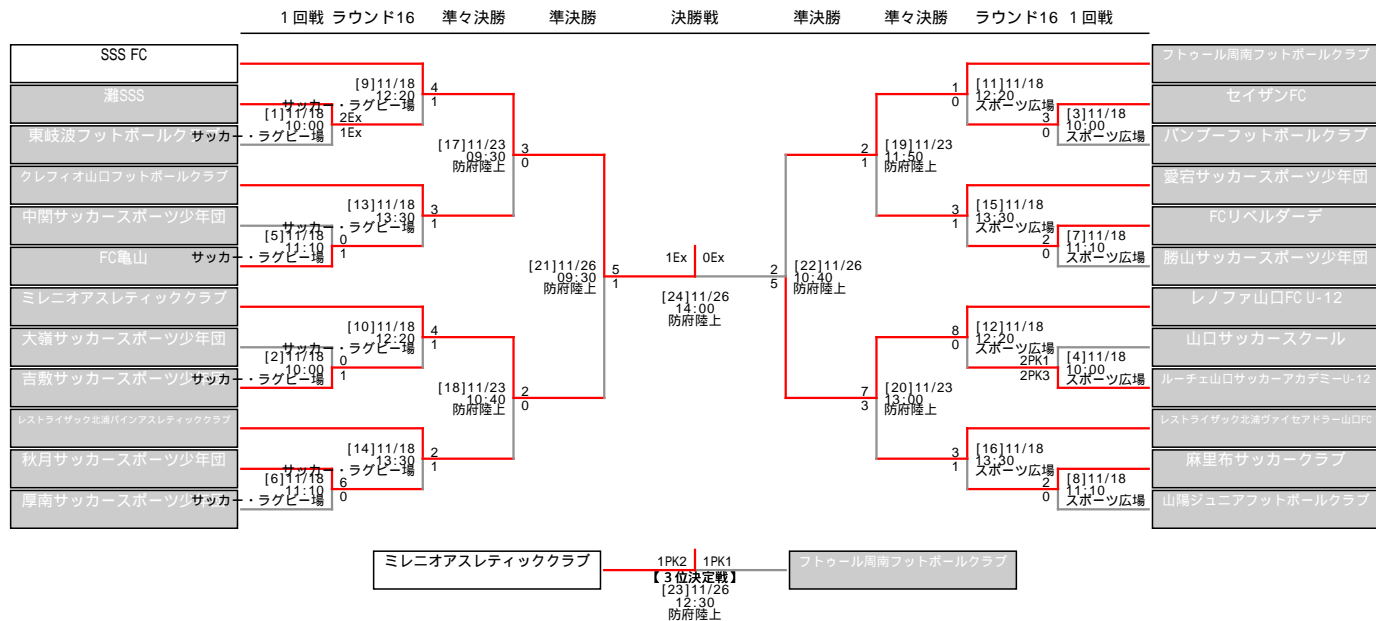 １回戦 ラウンド16 準々決勝 準決勝 決勝戦 準決勝 準々決勝 ラウンド16 １回戦
SSS FC
灘SSS
東岐波フットボールクラブ
クレフィオ山口フットボールクラブ
中関サッカースポーツ少年団
FC亀山
ミレニオアスレティッククラブ
大嶺サッカースポーツ少年団
吉敷サッカースポーツ少年団
レストライザック北浦パインアスレティッククラブ
秋月サッカースポーツ少年団
厚南サッカースポーツ少年団
[1]11/18
10:00
サッカー・ラグビー場
2Ex
1Ex
[5]11/18
11:10
サッカー・ラグビー場
0
1
[2]11/18
10:00
サッカー・ラグビー場
0
1
[6]11/18
11:10
サッカー・ラグビー場
6
0
[9]11/18
12:20
サッカー・ラグビー場
4
1
[13]11/18
13:30
サッカー・ラグビー場
3
1
[10]11/18
12:20
サッカー・ラグビー場
4
1
[14]11/18
13:30
サッカー・ラグビー場
2
1
[17]11/23
09:30
防府陸上
3
0
[18]11/23
10:40
防府陸上
2
0
[21]11/26
09:30
防府陸上
5
1
1Ex 0Ex
[24]11/26
14:00
防府陸上
2
5
[22]11/26
10:40
防府陸上
2
1
[19]11/23
11:50
防府陸上
7
3
[20]11/23
13:00
防府陸上
1
0
[11]11/18
12:20
スポーツ広場
3
1
[15]11/18
13:30
スポーツ広場
8
0
[12]11/18
12:20
スポーツ広場
3
1
[16]11/18
13:30
スポーツ広場
3
0
[3]11/18
10:00
スポーツ広場
2
0
[7]11/18
11:10
スポーツ広場
2PK1
2PK3
[4]11/18
10:00
スポーツ広場
2
0
[8]11/18
11:10
スポーツ広場
フトゥール周南フットボールクラブ
セイザンFC
バンブーフットボールクラブ
愛宕サッカースポーツ少年団
FCリベルダーデ
勝山サッカースポーツ少年団
レノファ山口FC U-12
山口サッカースクール
ルーチェ山口サッカーアカデミーU-12
レストライザック北浦ヴァイセアドラー山口FC
麻里布サッカークラブ
山陽ジュニアフットボールクラブ
ミレニオアスレティッククラブ 1PK2 1PK1 フトゥール周南フットボールクラブ
【３位決定戦】
[23]11/26
12:30
防府陸上